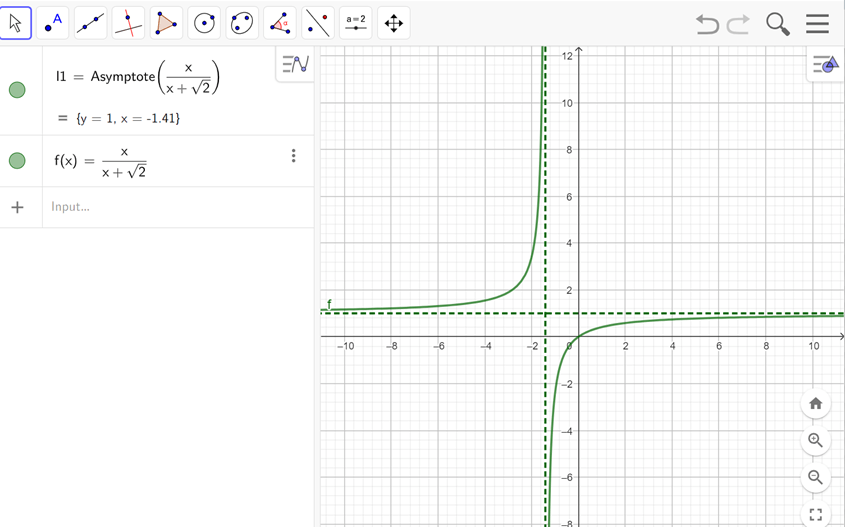 A
α
a=2
l1 = Asymptote(x/(x + √2))
= {y = 1, x = -1.41}
f(x) = x/(x + √2)
+ Input...
f
12
10
8
6
4
2
−10 −8 −6 −4 −2 0 2 4 6 8 10
−2
−4
−6
−8